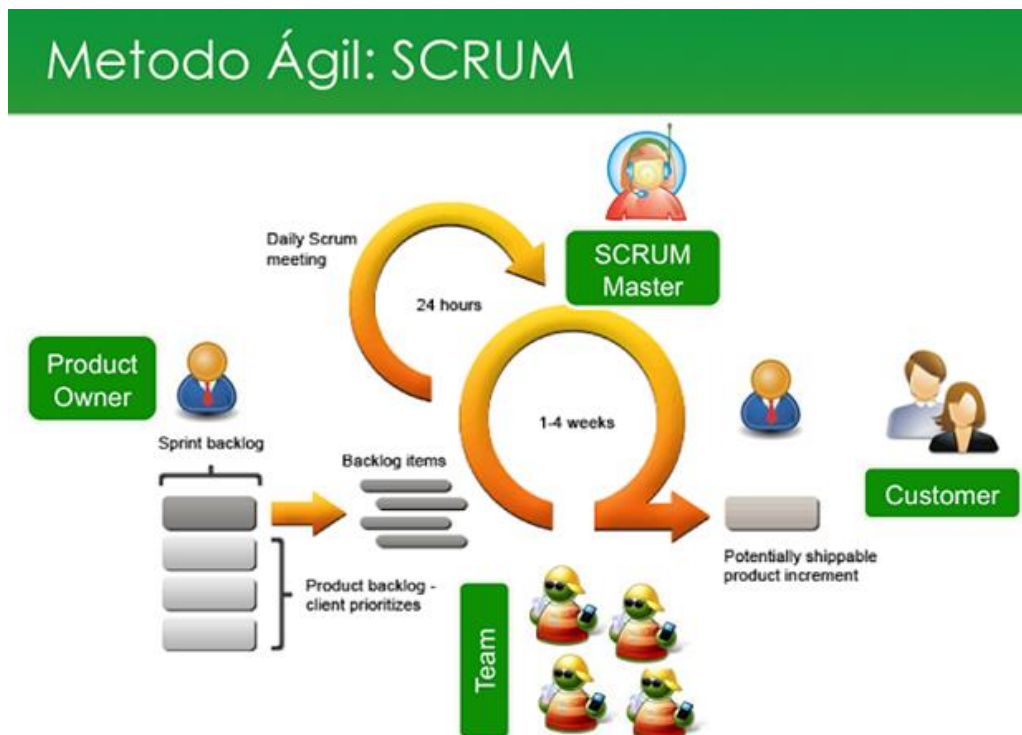 Metodo Ágil: SCRUM
SCRUM
Master
Daily Scrum
meeting
24 hours
Product
Owner
1-4 weeks
Sprint backlog
Backlog items
Customer
Potentially shippable
product increment
Product backlog -
client prioritizes
Team